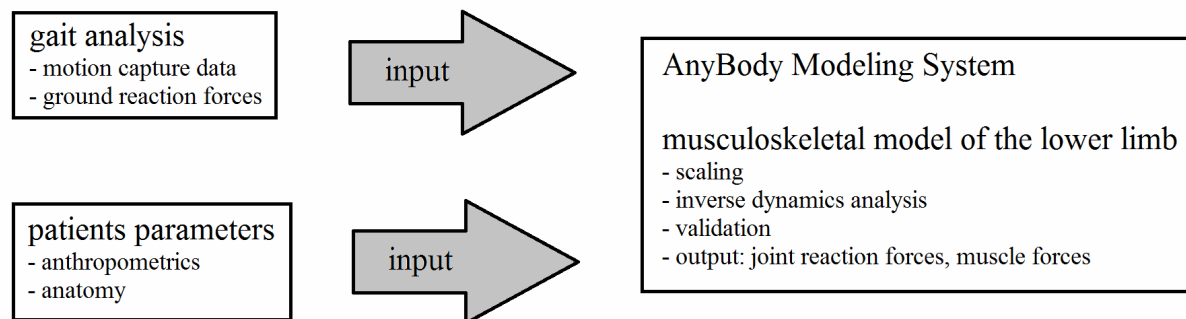 gait analysis
- motion capture data
- ground reaction forces
input
patients parameters
- anthropometrics
- anatomy
input
AnyBody Modeling System
musculoskeletal model of the lower limb
- scaling
- inverse dynamics analysis
- validation
- output: joint reaction forces, muscle forces